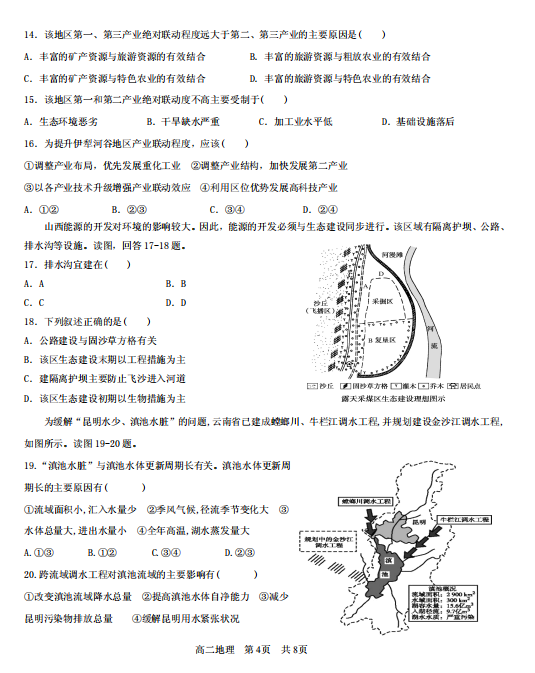 14. 该地区第一、第三产业绝对联动程度远大于第二、第三产业的主要原因是(    )
A. 丰富的矿产资源与旅游资源的有效结合    B. 丰富的旅游资源与粗放农业的有效结合
C. 丰富的矿产资源与特色农业的有效结合    D. 丰富的旅游资源与特色农业的有效结合
15. 该地区第一和第二产业绝对联动度不高主要受制于(    )
A. 生态环境恶劣    B. 干旱缺水严重    C. 加工业水平低    D. 基础设施落后
16. 为提升伊犁河谷地区产业联动程度，应该(    )
①调整产业布局，优先发展重化工业  ②调整产业结构，加快发展第二产业
③以各产业技术升级增强产业联动效应  ④利用区位优势发展高科技产业
A. ①②    B. ②③    C. ③④    D. ②④
山西能源的开发对环境的影响较大。因此，能源的开发必须与生态建设同步进行。该区域有隔离护坝、公路、
排水沟等设施。读图，回答 17-18 题。
17. 排水沟宜建在(    )
A. A    B. B
C. C    D. D
18. 下列叙述正确的是(    )
A. 公路建设与固沙草方格有关
B. 该区生态建设末期以工程措施为主
C. 建隔离护坝主要防止飞沙进入河道
D. 该区生态建设初期以生物措施为主
河漫滩
D
A
采掘区
沙丘
(飞播区)
B 复垦区
河
流
沙丘 固沙草方格 灌木 乔木 居民点
露天采煤区生态建设理想图示
为缓解“昆明水少、滇池水脏”的问题,云南省已建成螳螂川、牛栏江调水工程,并规划建设金沙江调水工程,
如图所示。读图 19-20 题。
19. “滇池水脏”与滇池水体更新周期长有关。滇池水体更新周
期长的主要原因有(    )
①流域面积小,汇入水量少  ②季风气候,径流季节变化大  ③
水体总量大,进出水量小  ④全年高温,湖水蒸发量大
A. ①③    B. ①②    C. ③④    D. ②③
20. 跨流域调水工程对滇池流域的主要影响有(    )
①改变滇池流域降水总量  ②提高滇池水体自净能力  ③减少
昆明污染物排放总量  ④缓解昆明用水紧张状况
螳螂川调水工程
昆明
牛栏江调水工程
规划中的金沙江
调水工程
滇
池
滇池概况
流域面积：2 900 km²
水域面积：300 km²
湖容水量：15.6亿m³
入湖径流：9.7亿m³
湖水水质：严重污染
高二地理  第 4页  共 8页